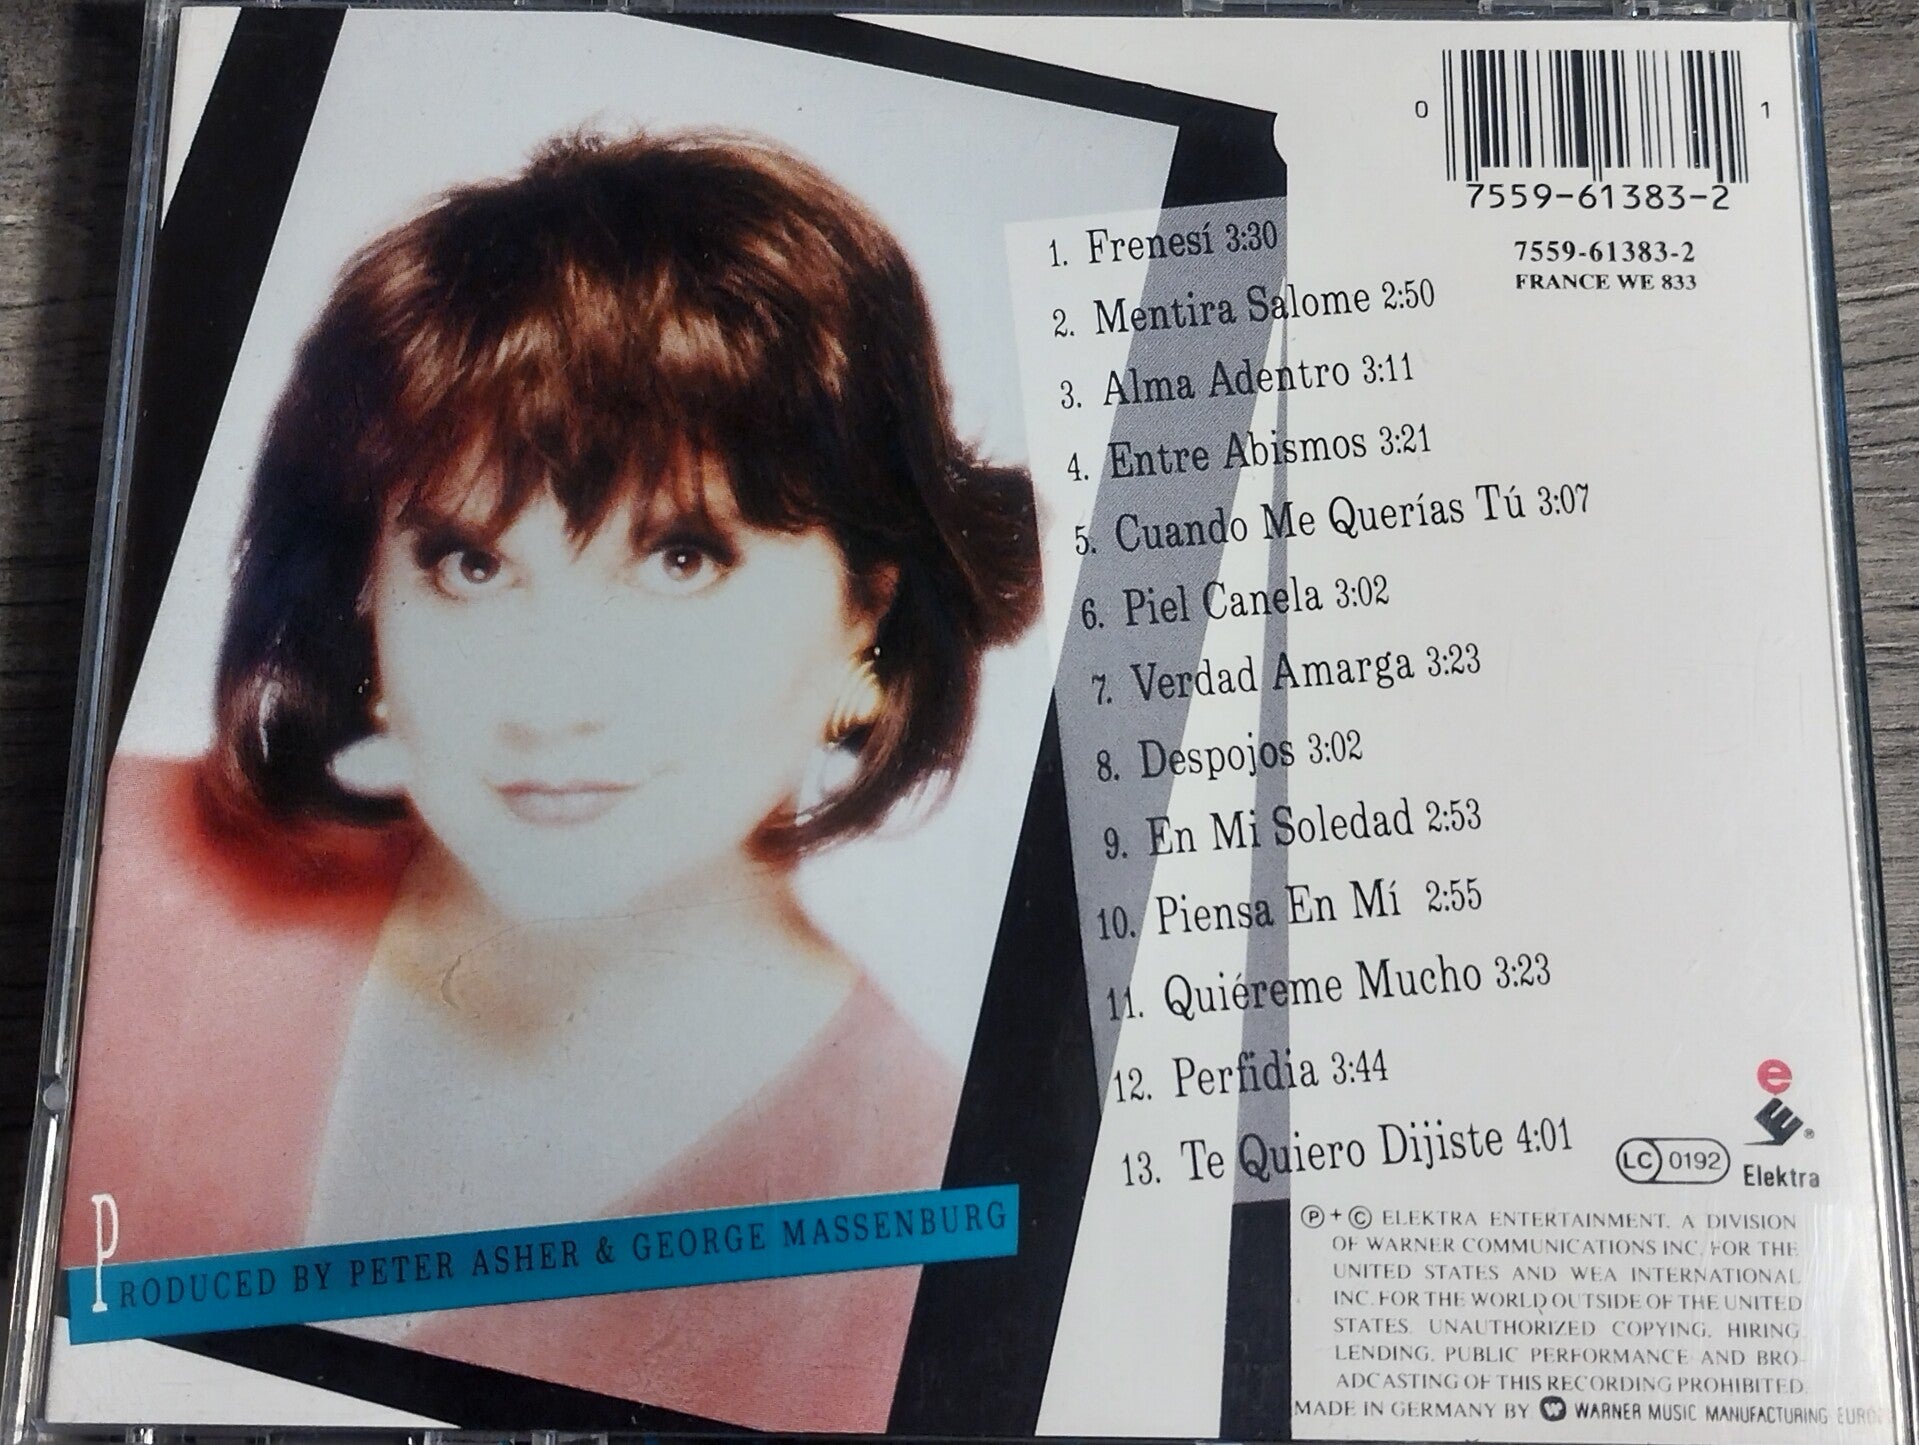 0 1
7559-61383-2
7559-61383-2
FRANCE WE 833
1. Frenesí 3:30
2. Mentira Salome 2:50
3. Alma Adentro 3:11
4. Entre Abismos 3:21
5. Cuando Me Querías Tú 3:07
6. Piel Canela 3:02
7. Verdad Amarga 3:23
8. Despojos 3:02
9. En Mi Soledad 2:53
10. Piensa En Mí 2:55
11. Quiéreme Mucho 3:23
12. Perfidia 3:44
13. Te Quiero Dijiste 4:01
PRODUCED BY PETER ASHER & GEORGE MASSENBURG
LC 0192
e
E®
Elektra
Ⓟ + © ELEKTRA ENTERTAINMENT, A DIVISION
OF WARNER COMMUNICATIONS INC. FOR THE
UNITED STATES AND WEA INTERNATIONAL
INC. FOR THE WORLD OUTSIDE OF THE UNITED
STATES. UNAUTHORIZED COPYING, HIRING,
LENDING, PUBLIC PERFORMANCE AND BRO-
ADCASTING OF THIS RECORDING PROHIBITED.
MADE IN GERMANY BY WARNER MUSIC MANUFACTURING EUROPE